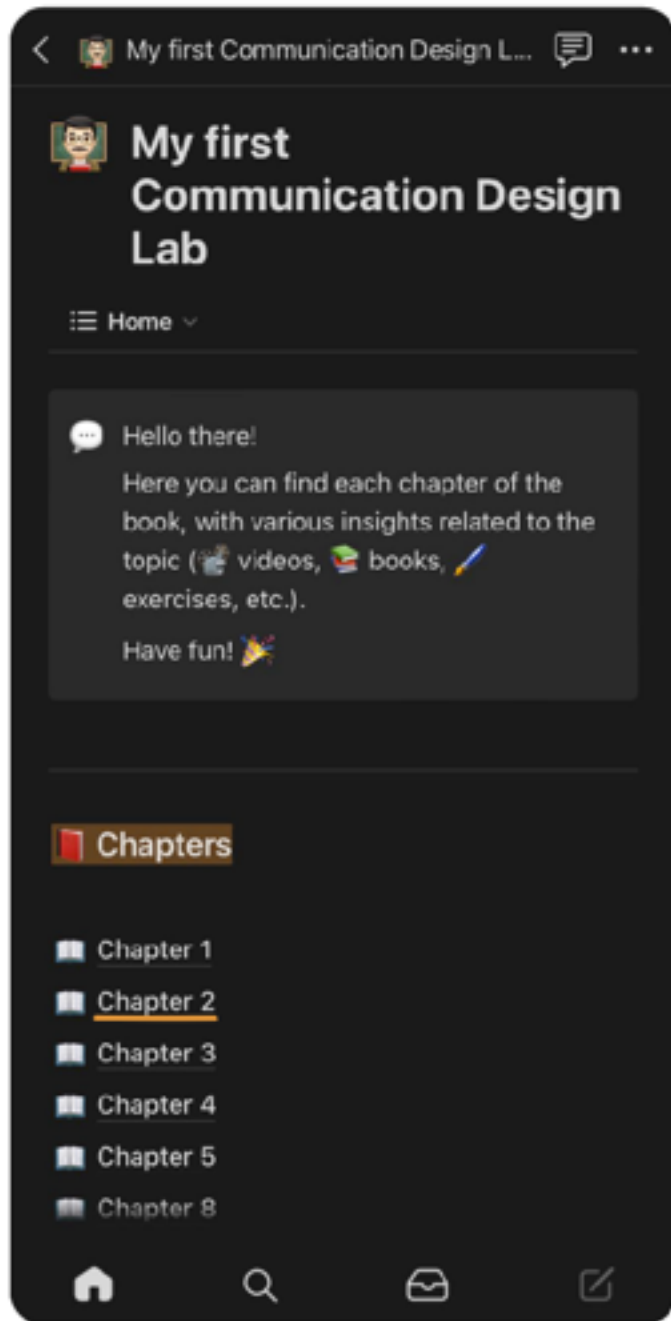 My first Communication Design L...
My first
Communication Design
Lab
Home
Hello there!
Here you can find each chapter of the
book, with various insights related to the
topic (📽️ videos, 📚 books, 🖌️
exercises, etc.).
Have fun! 🎉
Chapters
Chapter 1
Chapter 2
Chapter 3
Chapter 4
Chapter 5
Chapter 8